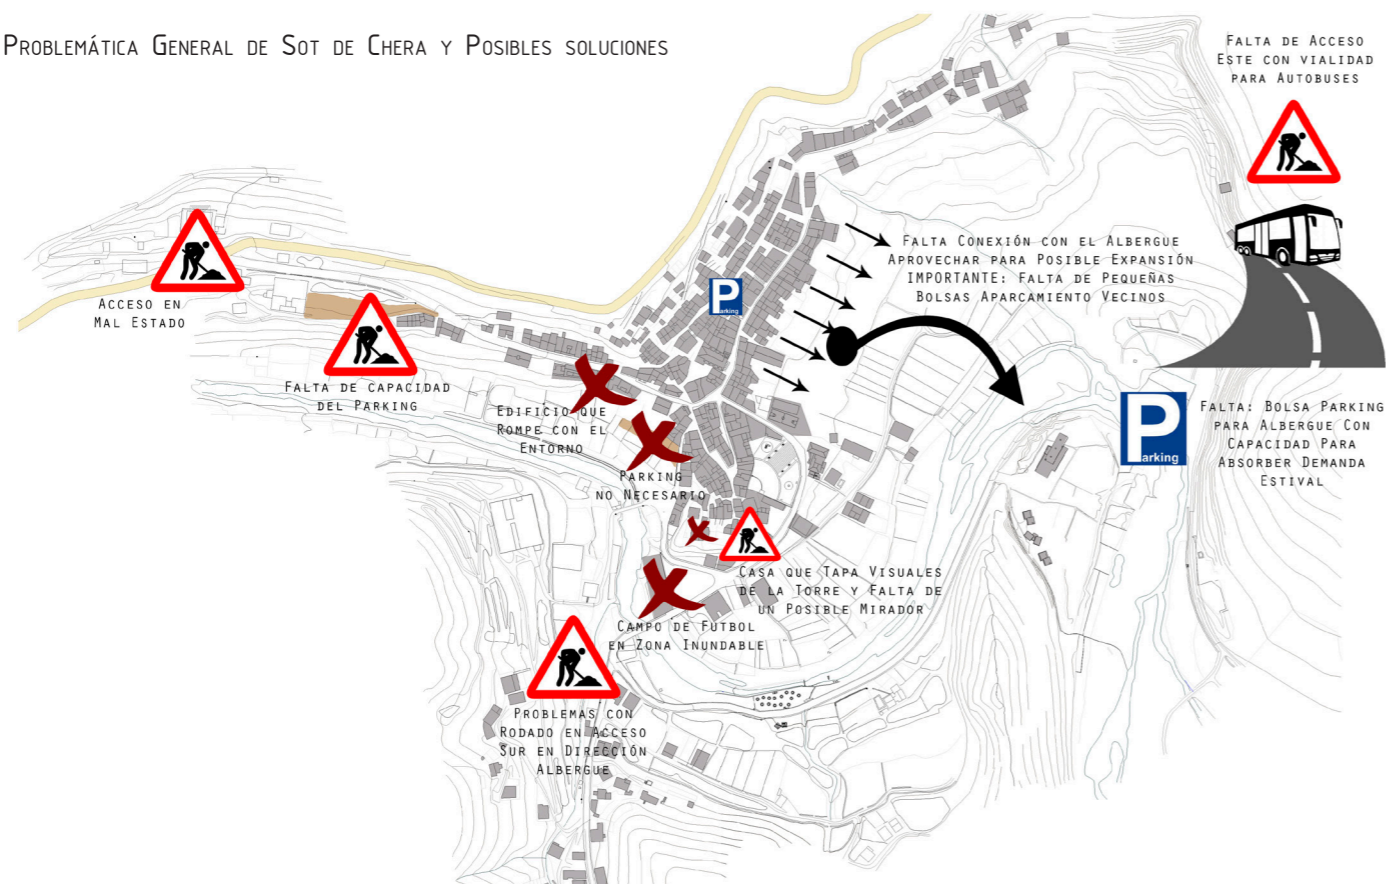 Problemática General de Sot de Chera y Posibles soluciones
Falta de Acceso
Este con vialidad
para Autobuses
Acceso en
Mal Estado
Falta de capacidad
del Parking
Parking
Falta Conexión con el Albergue
Aprovechar para Posible Expansión
IMPORTANTE: Falta de Pequeñas
Bolsas Aparcamiento Vecinos
Edificio que
Rompe con el
Entorno
Parking
no Necesario
Parking
Falta: Bolsa Parking
para Albergue Con
Capacidad Para
Absorber Demanda
Estival
Casa que Tapa Visuales
de la Torre y Falta de
un Posible Mirador
Campo de Futbol
en Zona Inundable
Problemas con
Rodado en Acceso
Sur en Dirección
Albergue